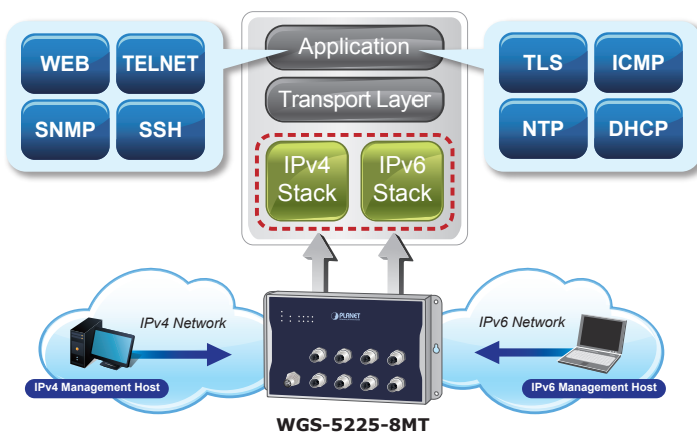 Application
WEB
TELNET
SNMP
SSH
TLS
ICMP
NTP
DHCP
Transport Layer
IPv4
Stack
IPv6
Stack
IPv4 Network
PLANET
IPv6 Network
IPv4 Management Host
IPv6 Management Host
WGS-5225-8MT